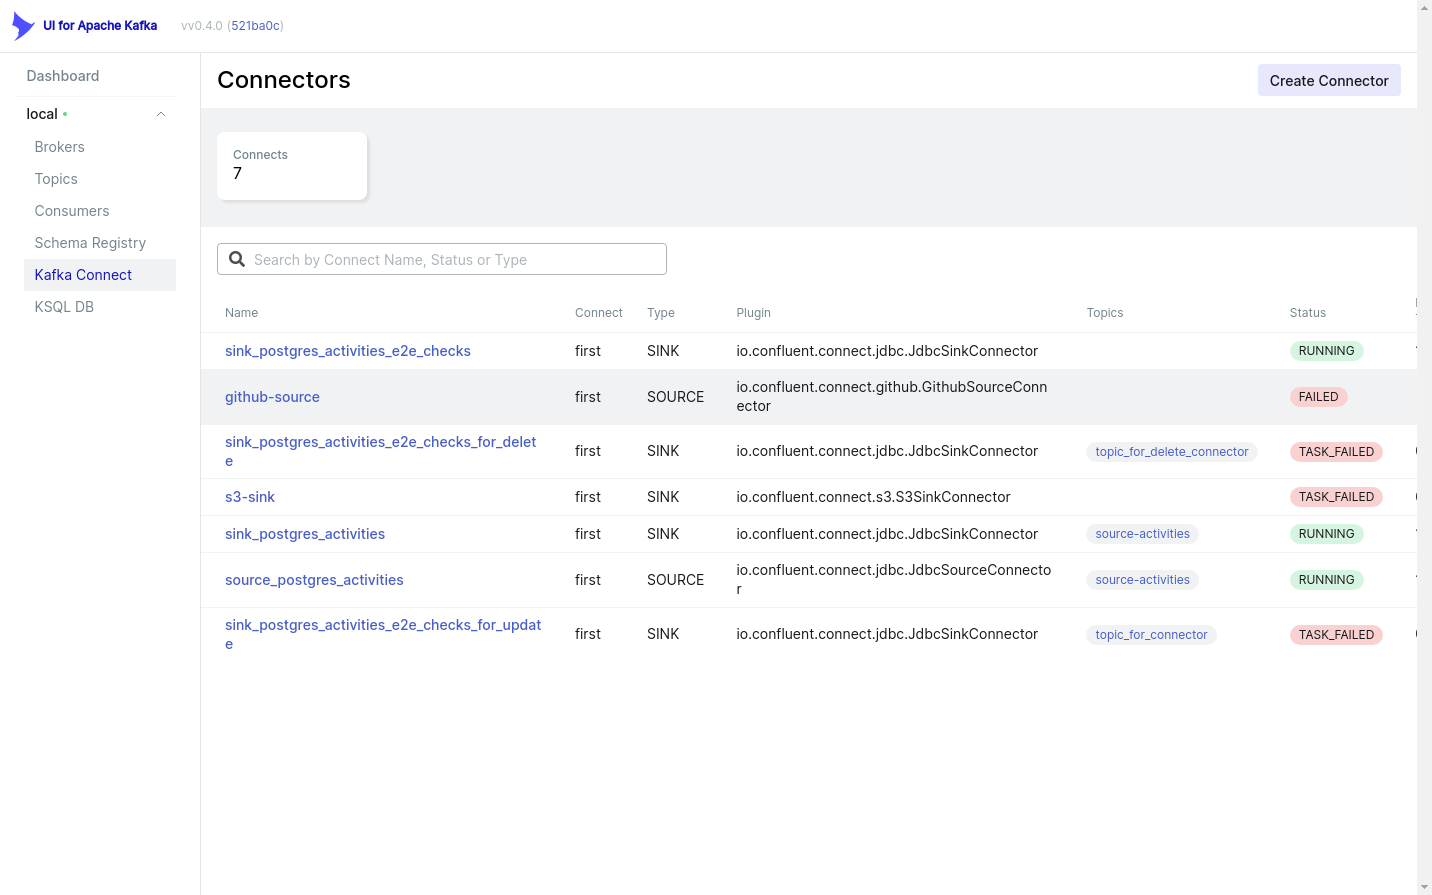 UI for Apache Kafka vv0.4.0 (521ba0c)
Dashboard
local
Brokers
Topics
Consumers
Schema Registry
Kafka Connect
KSQL DB
Connectors
Create Connector
Connects
7
Search by Connect Name, Status or Type
Name Connect Type Plugin Topics Status
sink_postgres_activities_e2e_checks first SINK io.confluent.connect.jdbc.JdbcSinkConnector RUNNING
github-source first SOURCE io.confluent.connect.github.GithubSourceConn
ector FAILED
sink_postgres_activities_e2e_checks_for_delet
e first SINK io.confluent.connect.jdbc.JdbcSinkConnector topic_for_delete_connector TASK_FAILED
s3-sink first SINK io.confluent.connect.s3.S3SinkConnector TASK_FAILED
sink_postgres_activities first SINK io.confluent.connect.jdbc.JdbcSinkConnector source-activities RUNNING
source_postgres_activities first SOURCE io.confluent.connect.jdbc.JdbcSourceConnecto
r source-activities RUNNING
sink_postgres_activities_e2e_checks_for_updat
e first SINK io.confluent.connect.jdbc.JdbcSinkConnector topic_for_connector TASK_FAILED